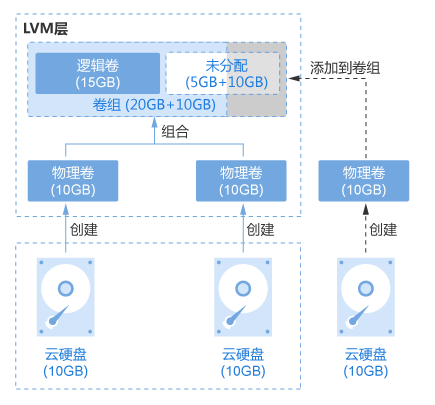 LVM层
逻辑卷
(15GB)
未分配
(5GB+10GB)
卷组 (20GB+10GB)
添加到卷组
组合
物理卷
(10GB)
物理卷
(10GB)
物理卷
(10GB)
创建
创建
创建
云硬盘
(10GB)
云硬盘
(10GB)
云硬盘
(10GB)